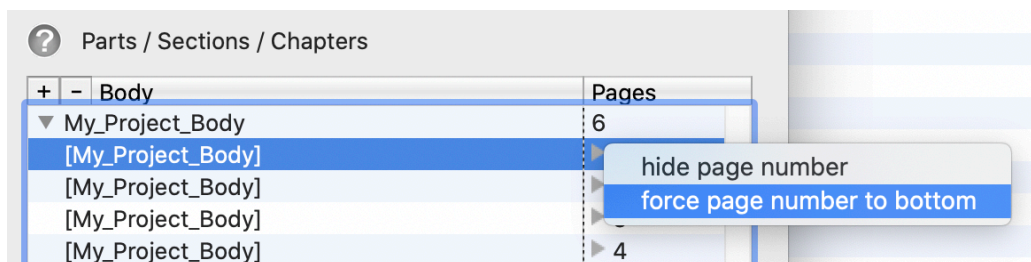 Parts / Sections / Chapters
+ - Body Pages
My_Project_Body 6
[My_Project_Body]
hide page number
[My_Project_Body]
force page number to bottom
[My_Project_Body]
[My_Project_Body] 4